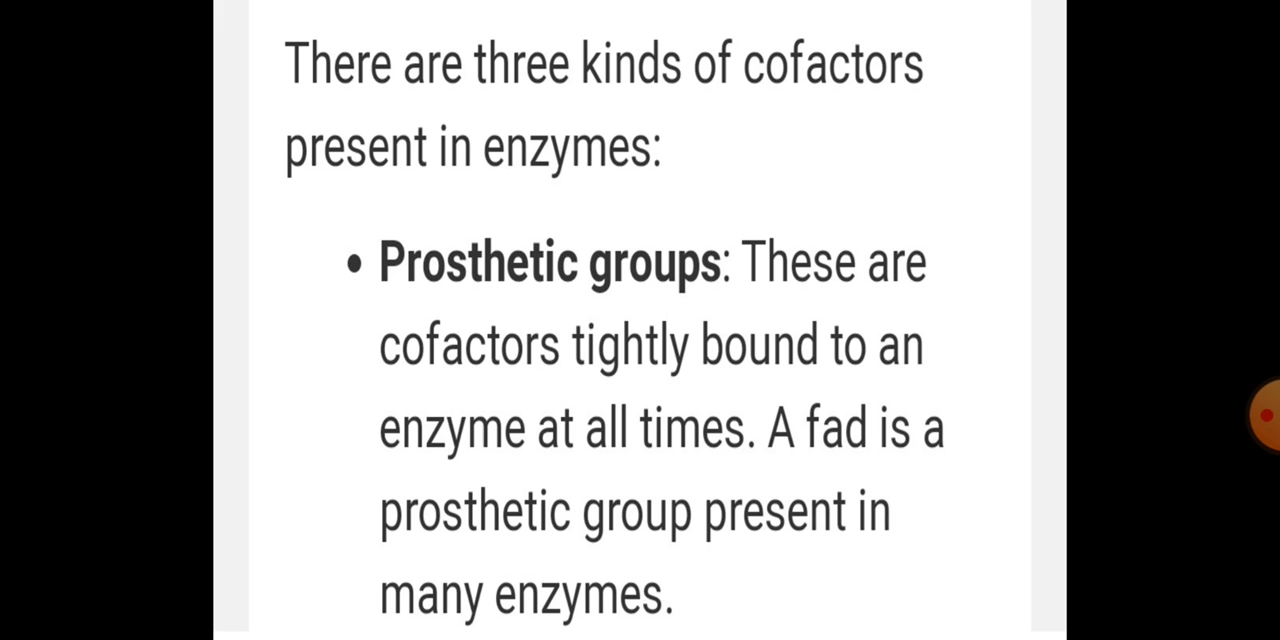 There are three kinds of cofactors
present in enzymes:
• Prosthetic groups: These are
cofactors tightly bound to an
enzyme at all times. A fad is a
prosthetic group present in
many enzymes.